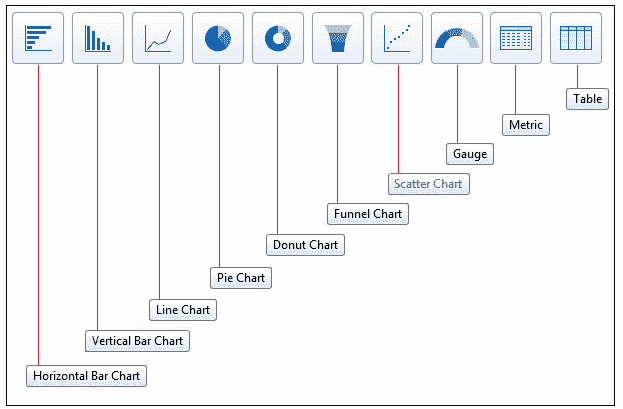 Table
Metric
Gauge
Scatter Chart
Funnel Chart
Donut Chart
Pie Chart
Line Chart
Vertical Bar Chart
Horizontal Bar Chart